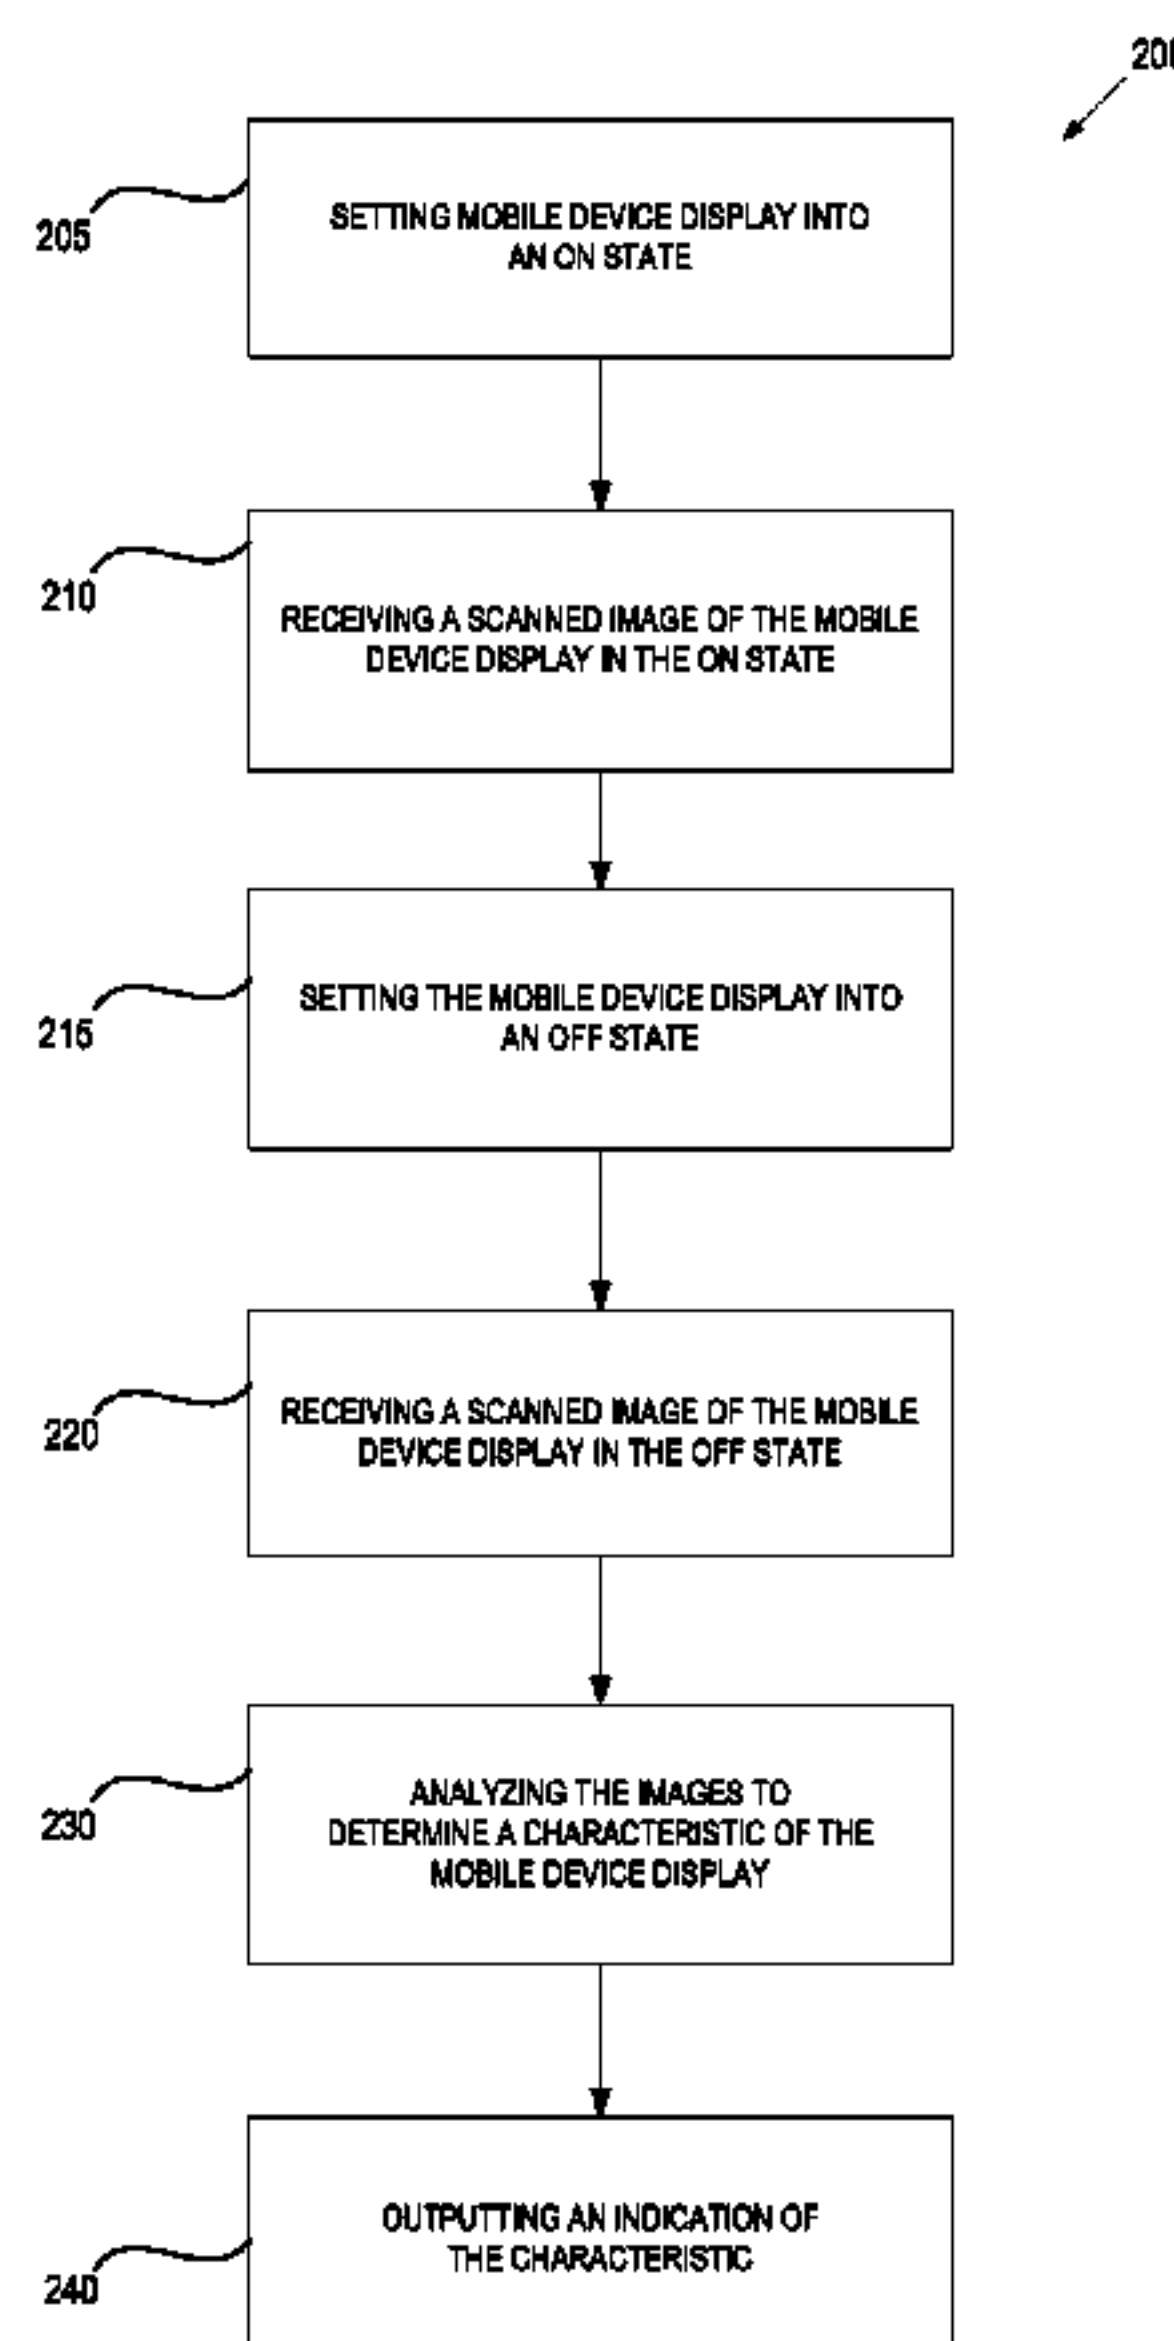 205
SETTING MOBILE DEVICE DISPLAY INTO
AN ON STATE
210
RECEIVING A SCANNED IMAGE OF THE MOBILE
DEVICE DISPLAY IN THE ON STATE
215
SETTING THE MOBILE DEVICE DISPLAY INTO
AN OFF STATE
220
RECEIVING A SCANNED IMAGE OF THE MOBILE
DEVICE DISPLAY IN THE OFF STATE
230
ANALYZING THE IMAGES TO
DETERMINE A CHARACTERISTIC OF THE
MOBILE DEVICE DISPLAY
240
OUTPUTTING AN INDICATION OF
THE CHARACTERISTIC